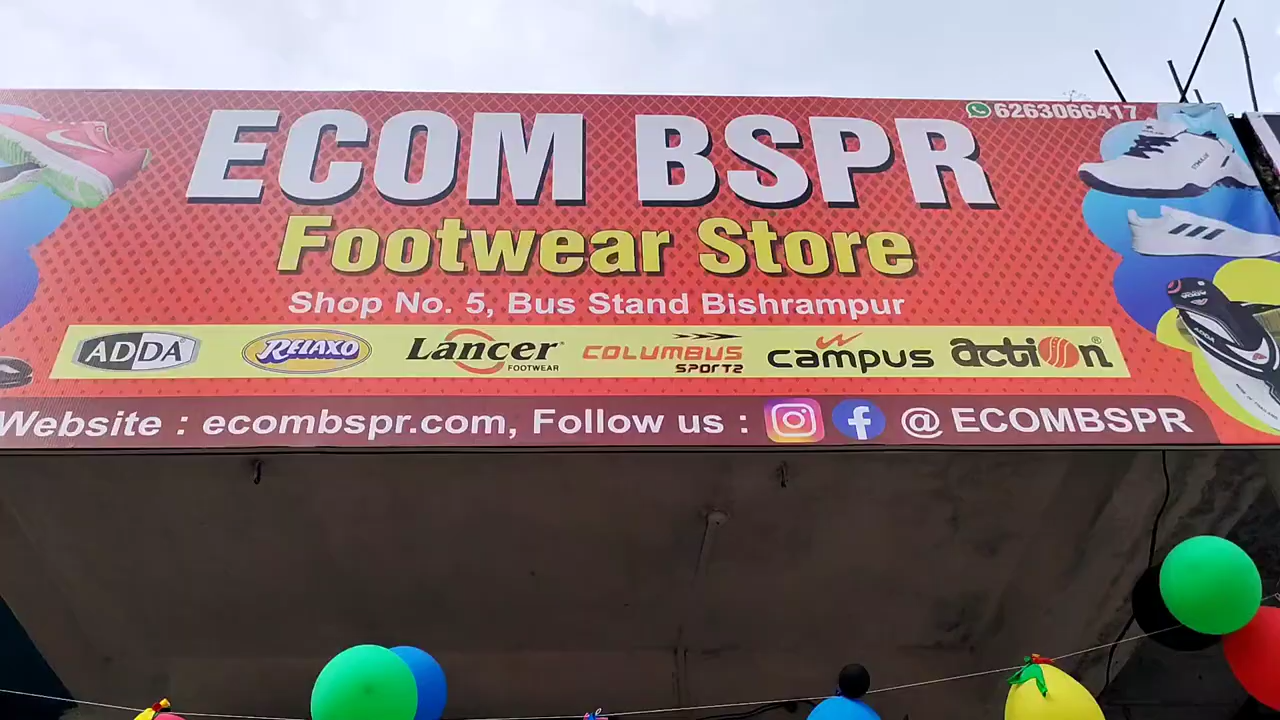 6263066417
ECOM BSPR
Footwear Store
Shop No. 5, Bus Stand Bishrampur
ADDA RELAXO Lancer FOOTWEAR COLUMBUS SPORTZ campus action
Website : ecombspr.com, Follow us : @ ECOMBSPR